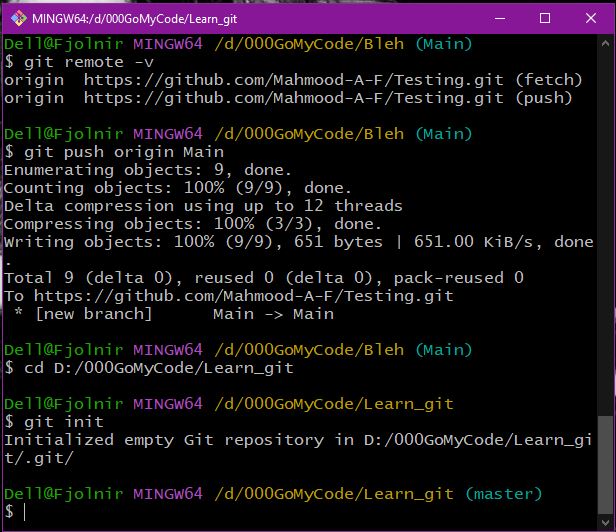 MINGW64:/d/000GoMyCode/Learn_git
Dell@Fjolnir MINGW64 /d/000GoMyCode/Bleh (Main)
$ git remote -v
origin  https://github.com/Mahmood-A-F/Testing.git (fetch)
origin  https://github.com/Mahmood-A-F/Testing.git (push)
Dell@Fjolnir MINGW64 /d/000GoMyCode/Bleh (Main)
$ git push origin Main
Enumerating objects: 9, done.
Counting objects: 100% (9/9), done.
Delta compression using up to 12 threads
Compressing objects: 100% (3/3), done.
Writing objects: 100% (9/9), 651 bytes | 651.00 KiB/s, done
.
Total 9 (delta 0), reused 0 (delta 0), pack-reused 0
To https://github.com/Mahmood-A-F/Testing.git
 * [new branch]      Main -> Main
Dell@Fjolnir MINGW64 /d/000GoMyCode/Bleh (Main)
$ cd D:/000GoMyCode/Learn_git
Dell@Fjolnir MINGW64 /d/000GoMyCode/Learn_git
$ git init
Initialized empty Git repository in D:/000GoMyCode/Learn_gi
t/.git/
Dell@Fjolnir MINGW64 /d/000GoMyCode/Learn_git (master)
$